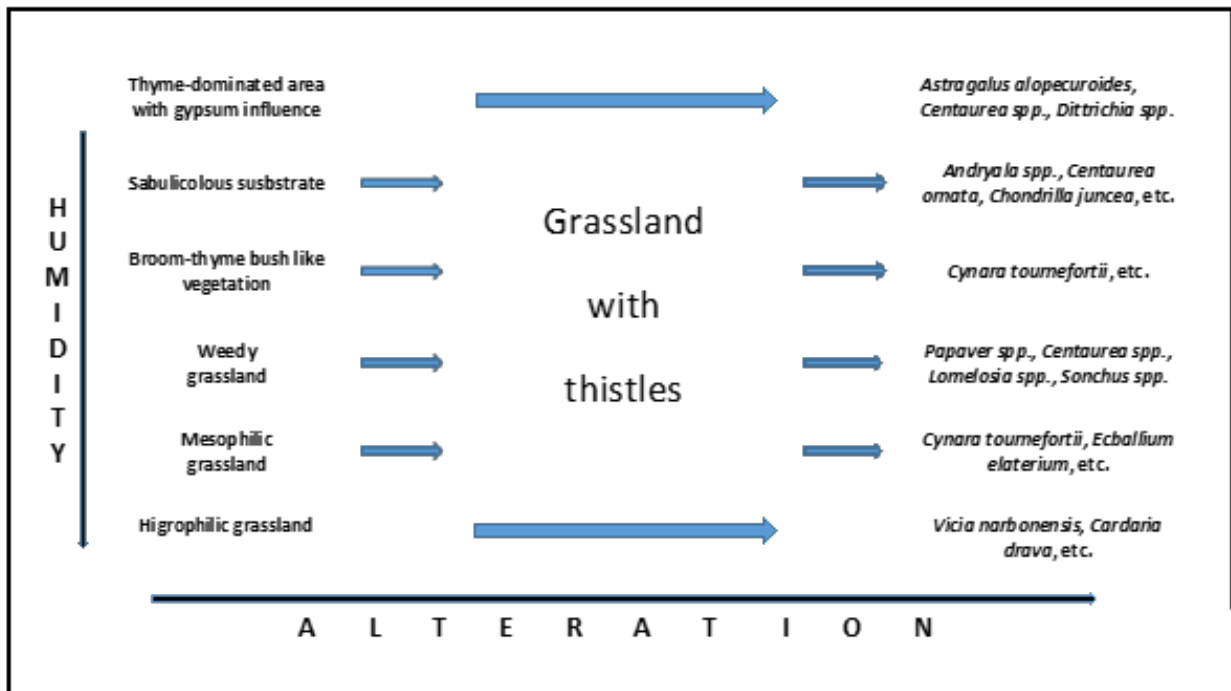 Thyme-dominated area
with gypsum influence
Astragalus alopecuroides,
Centaurea spp., Dittrichia spp.
Sabulicolous susbstrate
Andryala spp., Centaurea
ornata, Chondrilla juncea, etc.
Broom-thyme bush like
vegetation
Cynara tournefortii, etc.
Weedy
grassland
Papaver spp., Centaurea spp.,
Lomelosia spp., Sonchus spp.
Mesophilic
grassland
Cynara tournefortii, Ecballium
elaterium, etc.
Higrophilic grassland
Vicia narbonensis, Cardaria
drava, etc.
Grassland
with
thistles
H
U
M
I
D
I
T
Y
A L T E R A T I O N